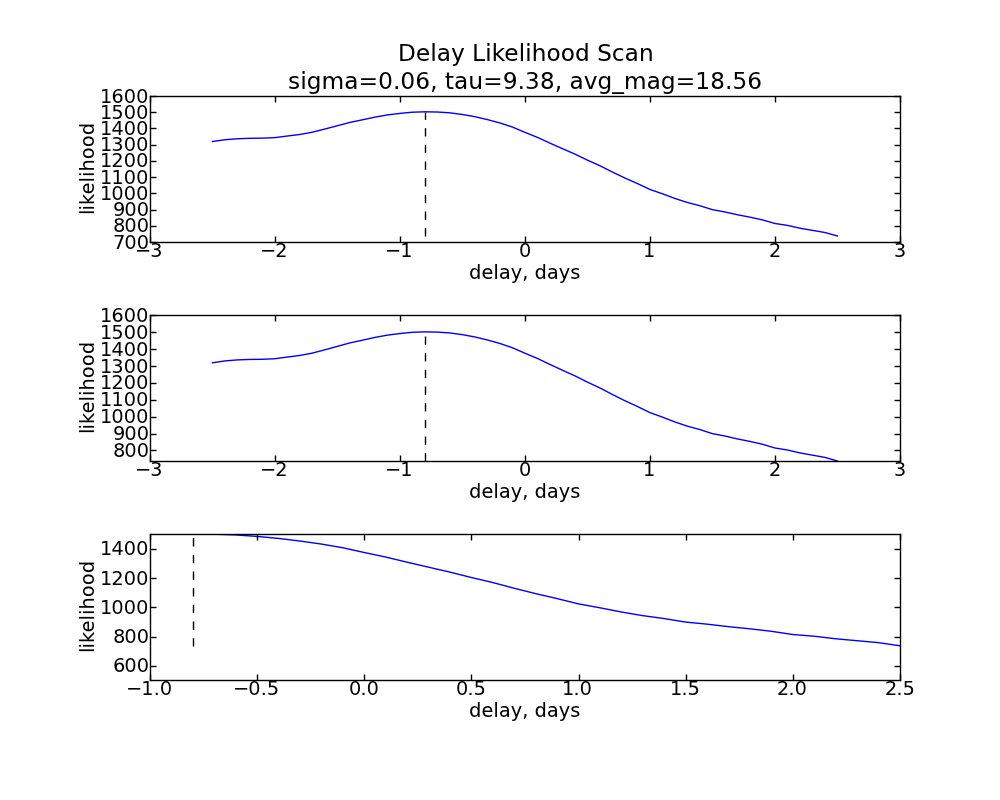 Delay Likelihood Scan
sigma=0.06, tau=9.38, avg_mag=18.56
1600
1500
1400
1300
1200
1100
1000
900
800
700
likelihood
−3 −2 −1 0 1 2 3
delay, days
1600
1500
1400
1300
1200
1100
1000
900
800
likelihood
−3 −2 −1 0 1 2 3
delay, days
1400
1200
1000
800
600
likelihood
−1.0 −0.5 0.0 0.5 1.0 1.5 2.0 2.5
delay, days